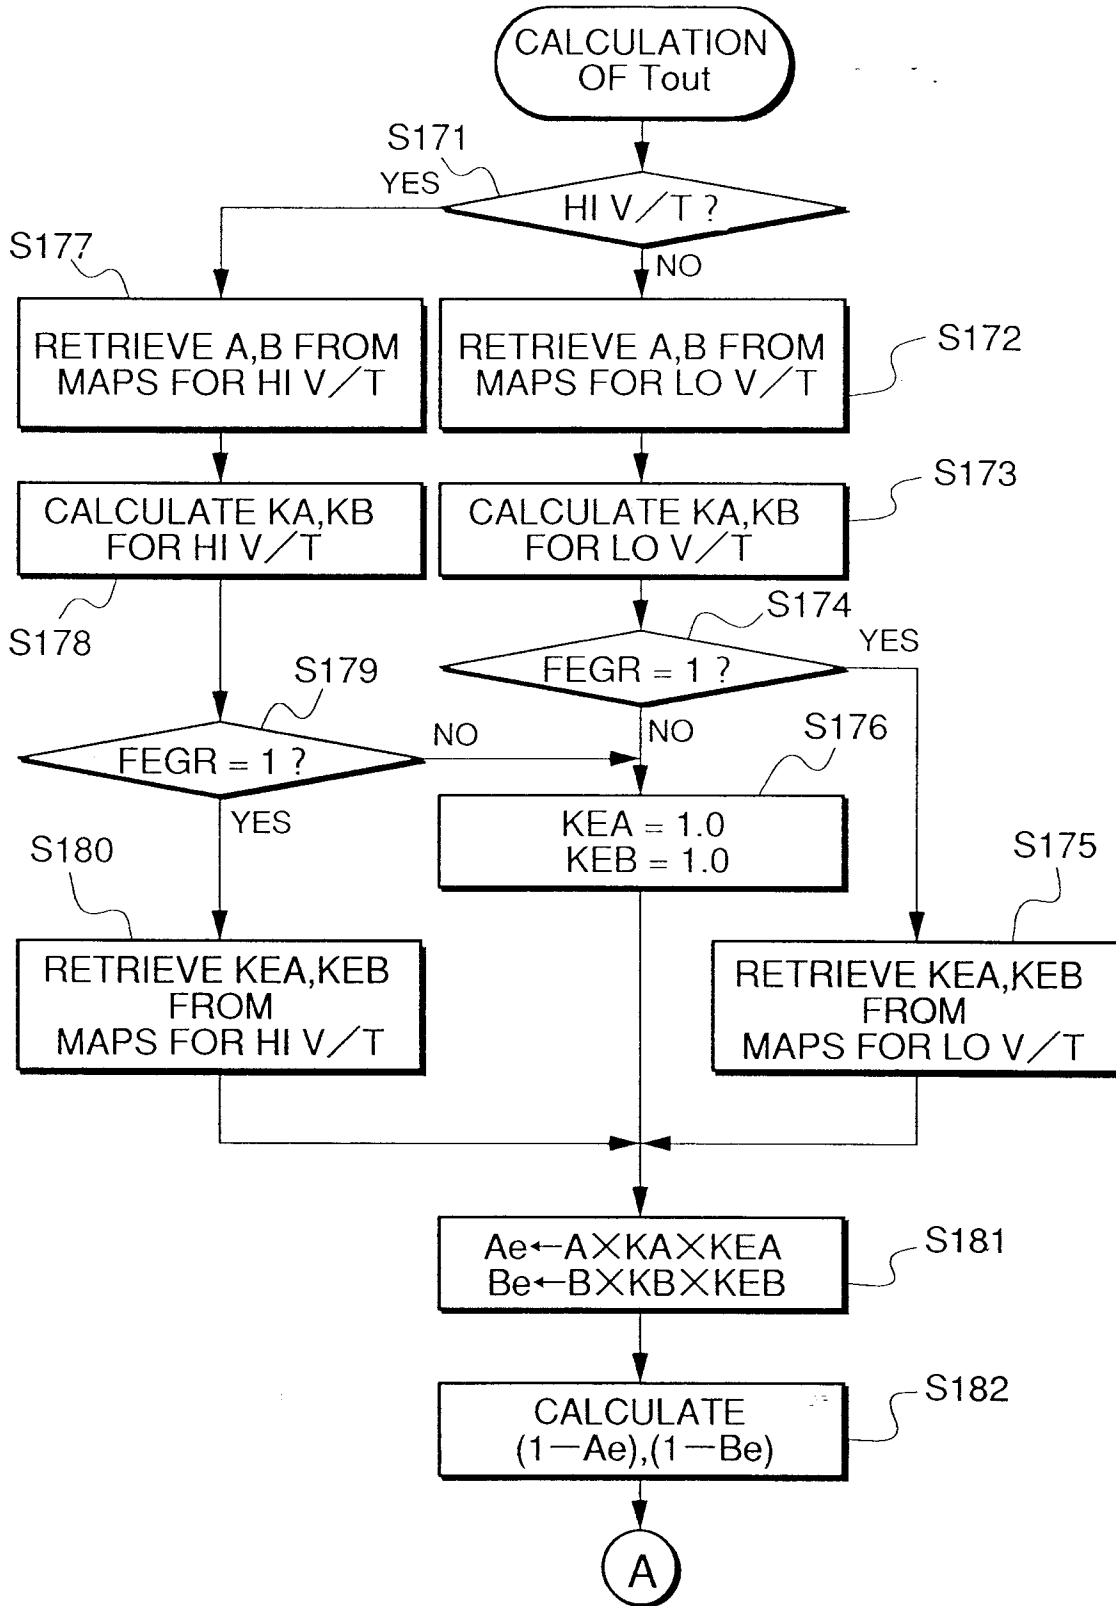 CALCULATION
OF Tout
S171
YES
HI V/T ?
NO
S177
RETRIEVE A,B FROM
MAPS FOR HI V/T
RETRIEVE A,B FROM
MAPS FOR LO V/T
S172
CALCULATE KA,KB
FOR HI V/T
S178
CALCULATE KA,KB
FOR LO V/T
S173
S174
FEGR = 1 ?
YES
NO
S179
FEGR = 1 ?
NO
YES
S176
KEA = 1.0
KEB = 1.0
S180
RETRIEVE KEA,KEB
FROM
MAPS FOR HI V/T
S175
RETRIEVE KEA,KEB
FROM
MAPS FOR LO V/T
Ae←A×KA×KEA
Be←B×KB×KEB
S181
CALCULATE
(1−Ae),(1−Be)
S182
A